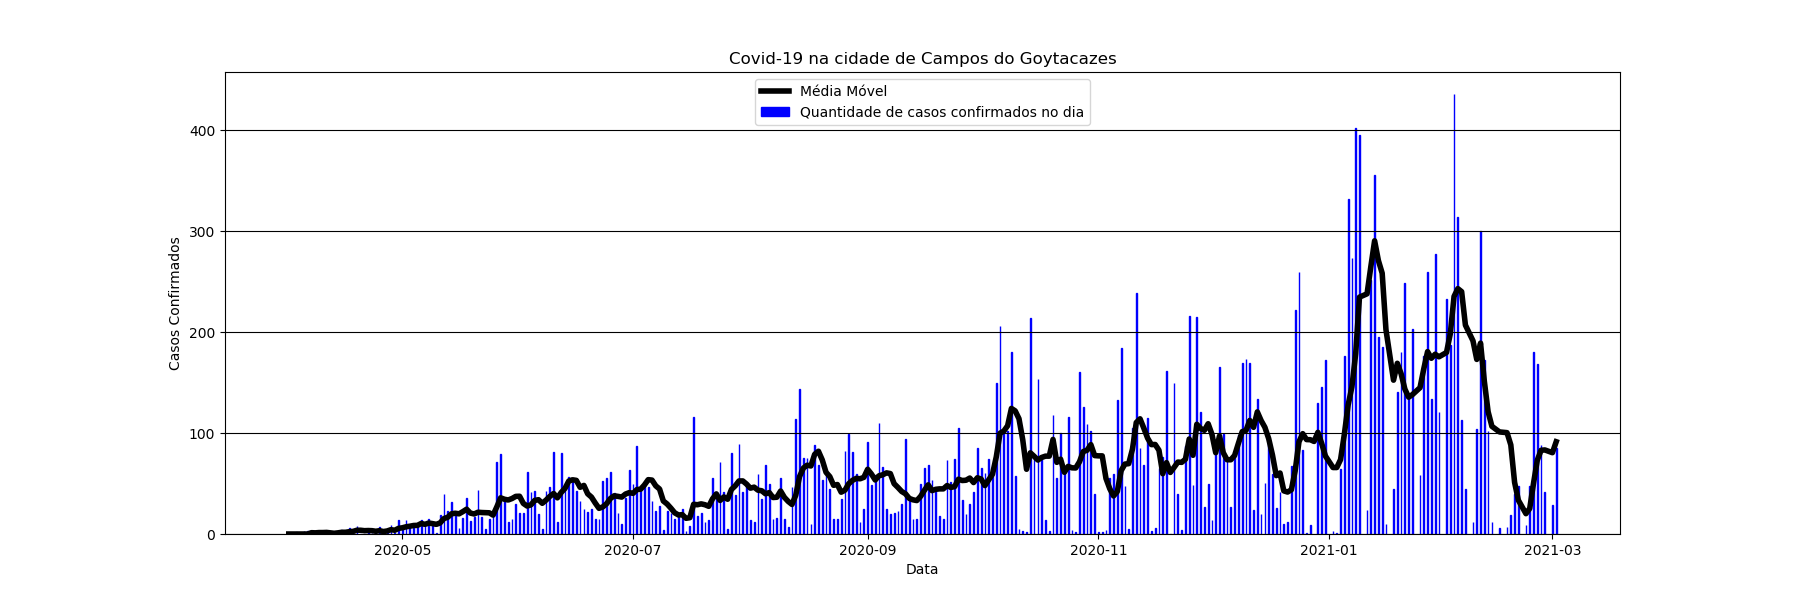 Covid-19 na cidade de Campos do Goytacazes
Média Móvel
Quantidade de casos confirmados no dia
Casos Confirmados
400
300
200
100
0
2020-05
2020-07
2020-09
2020-11
2021-01
2021-03
Data